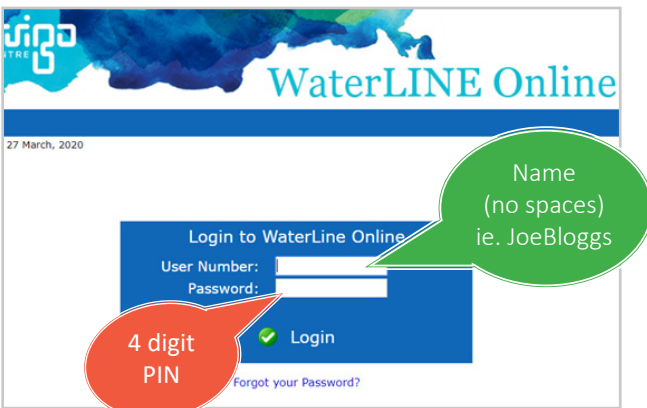 WaterLINE Online
27 March, 2020
Name
(no spaces)
ie. JoeBloggs
Login to WaterLine Online
User Number:
Password:
4 digit
PIN
Login
Forgot your Password?